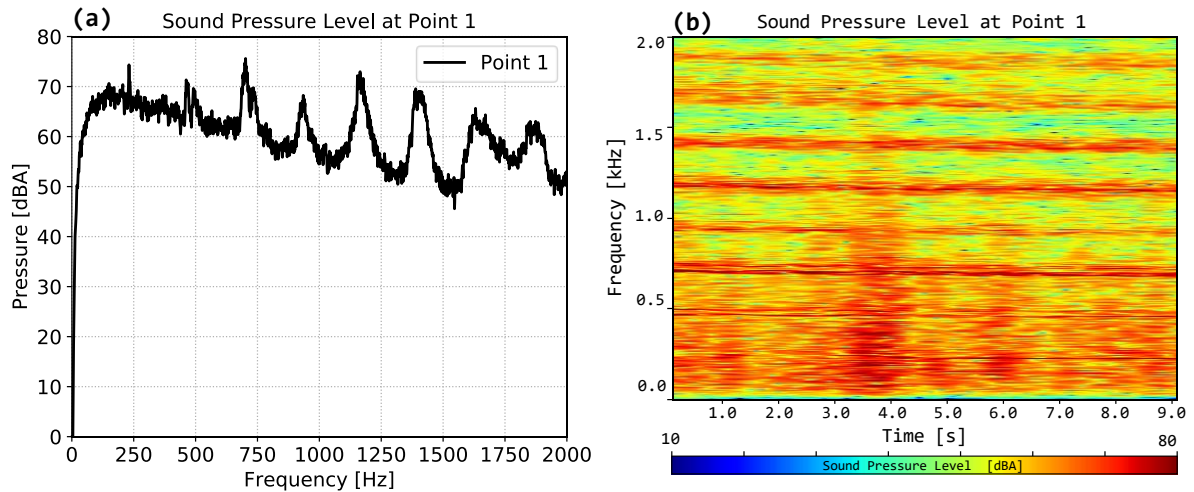 (a)
Sound Pressure Level at Point 1
80
70
60
50
40
30
20
10
0
Pressure [dBA]
Point 1
0 250 500 750 1000 1250 1500 1750 2000
Frequency [Hz]
(b)
Sound Pressure Level at Point 1
2.0
1.5
1.0
0.5
0.0
Frequency [kHz]
1.0 2.0 3.0 4.0 5.0 6.0 7.0 8.0 9.0
Time [s]
10 80
Sound Pressure Level [dBA]